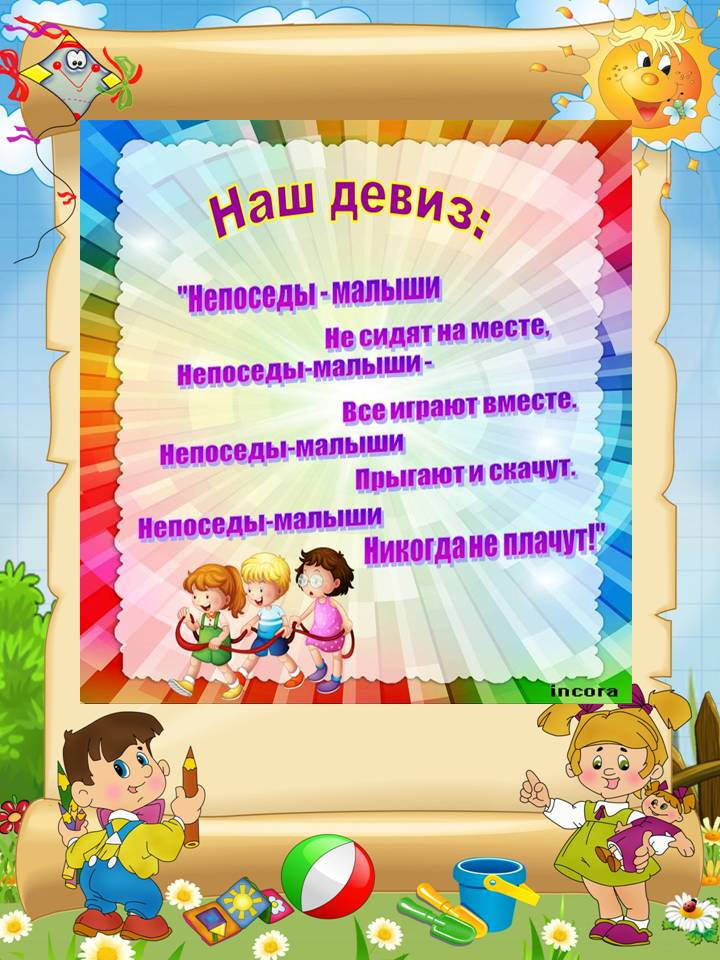 Наш девиз:
"Непоседы - малыши
Не сидят на месте,
Непоседы-малыши -
Все играют вместе.
Непоседы-малыши
Прыгают и скачут.
Непоседы-малыши
Никогда не плачут!"
incora